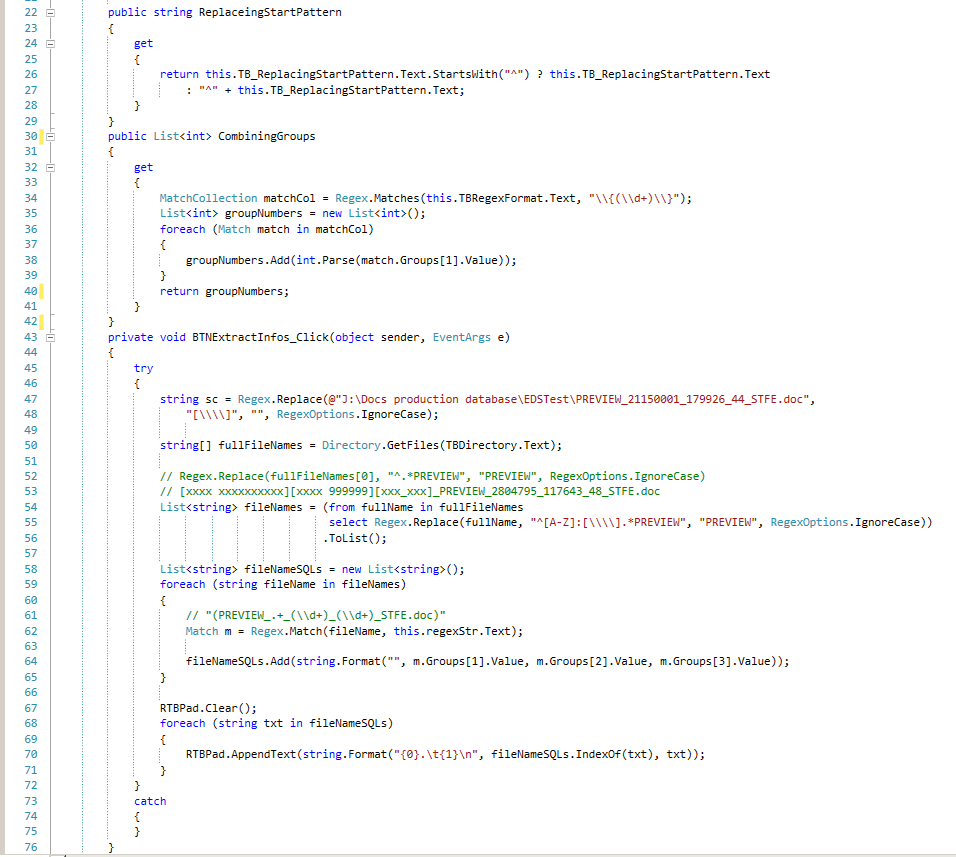 22 public string ReplaceingStartPattern
23 {
24 get
25 {
26 return this.TB_ReplacingStartPattern.Text.StartsWith("^") ? this.TB_ReplacingStartPattern.Text
27 : "^" + this.TB_ReplacingStartPattern.Text;
28 }
29 }
30 public List<int> CombiningGroups
31 {
32 get
33 {
34 MatchCollection matchCol = Regex.Matches(this.TBRegexFormat.Text, "\\{(\\d+)\\}");
35 List<int> groupNumbers = new List<int>();
36 foreach (Match match in matchCol)
37 {
38 groupNumbers.Add(int.Parse(match.Groups[1].Value));
39 }
40 return groupNumbers;
41 }
42 }
43 private void BTNExtractInfos_Click(object sender, EventArgs e)
44 {
45 try
46 {
47 string sc = Regex.Replace(@"J:\Docs production database\EDSTest\PREVIEW_21150001_179926_44_STFE.doc",
48 "[\\\\]", "", RegexOptions.IgnoreCase);
49
50 string[] fullFileNames = Directory.GetFiles(TBDirectory.Text);
51
52 // Regex.Replace(fullFileNames[0], "^.*PREVIEW", "PREVIEW", RegexOptions.IgnoreCase)
53 // [xxxx xxxxxxxxxx][xxxx 999999][xxx_xxx]_PREVIEW_2804795_117643_48_STFE.doc
54 List<string> fileNames = (from fullName in fullFileNames
55 select Regex.Replace(fullName, "^[A-Z]:[\\\\].*PREVIEW", "PREVIEW", RegexOptions.IgnoreCase))
56 .ToList();
57
58 List<string> fileNameSQLs = new List<string>();
59 foreach (string fileName in fileNames)
60 {
61 // "(PREVIEW_.+_(\\d+)_(\\d+)_STFE.doc)"
62 Match m = Regex.Match(fileName, this.regexStr.Text);
63
64 fileNameSQLs.Add(string.Format("", m.Groups[1].Value, m.Groups[2].Value, m.Groups[3].Value));
65 }
66
67 RTBPad.Clear();
68 foreach (string txt in fileNameSQLs)
69 {
70 RTBPad.AppendText(string.Format("{0}.\t{1}\n", fileNameSQLs.IndexOf(txt), txt));
71 }
72 }
73 catch
74 {
75 }
76 }